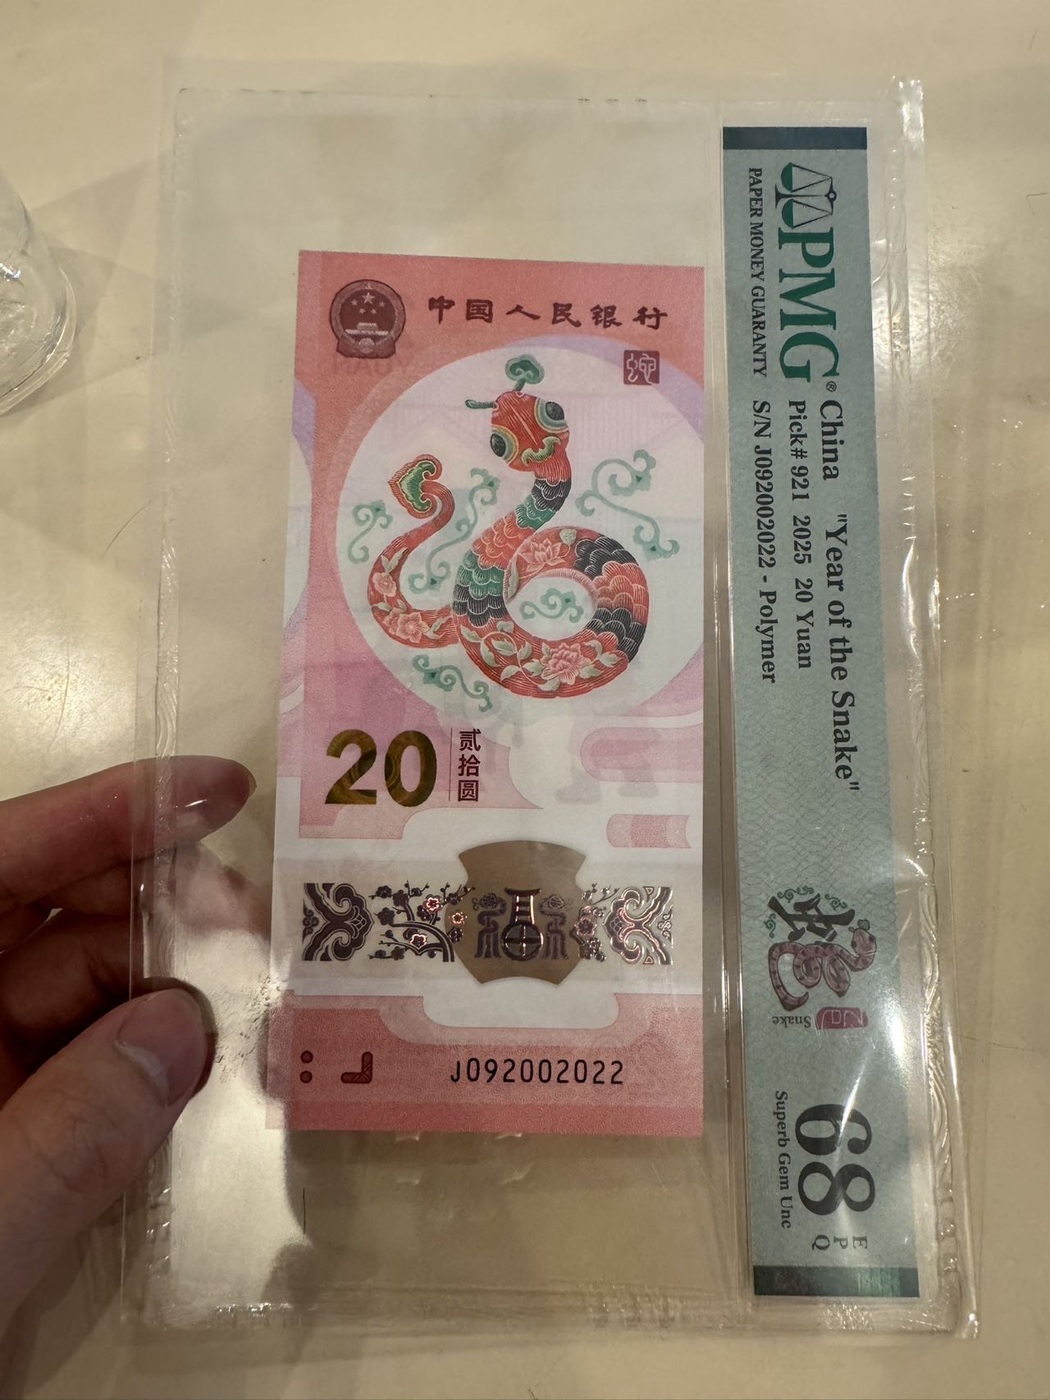 中国人民银行
蛇
20
贰拾圆
福
J092002022
PMG®
PAPER MONEY GUARANTY
China "Year of the Snake"
Pick# 921 2025 20 Yuan
S/N J092002022 - Polymer
蛇
Snake
68
EPQ
Superb Gem Unc